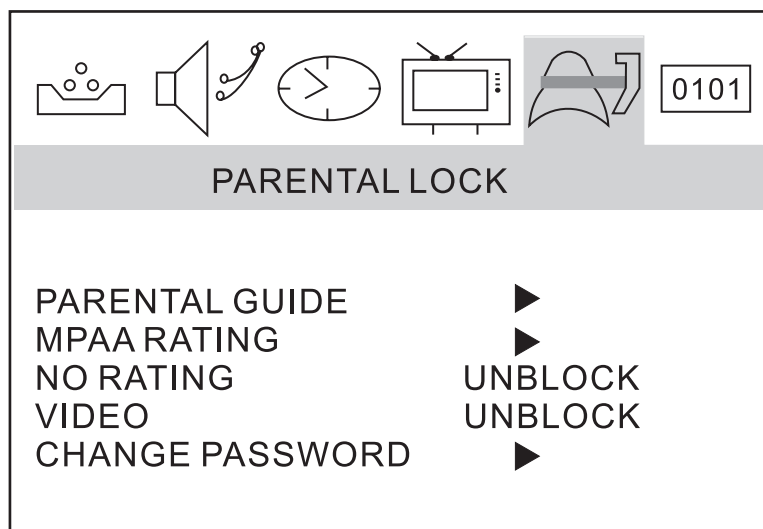 0101
PARENTAL LOCK
PARENTAL GUIDE ▶
MPAA RATING ▶
NO RATING UNBLOCK
VIDEO UNBLOCK
CHANGE PASSWORD ▶